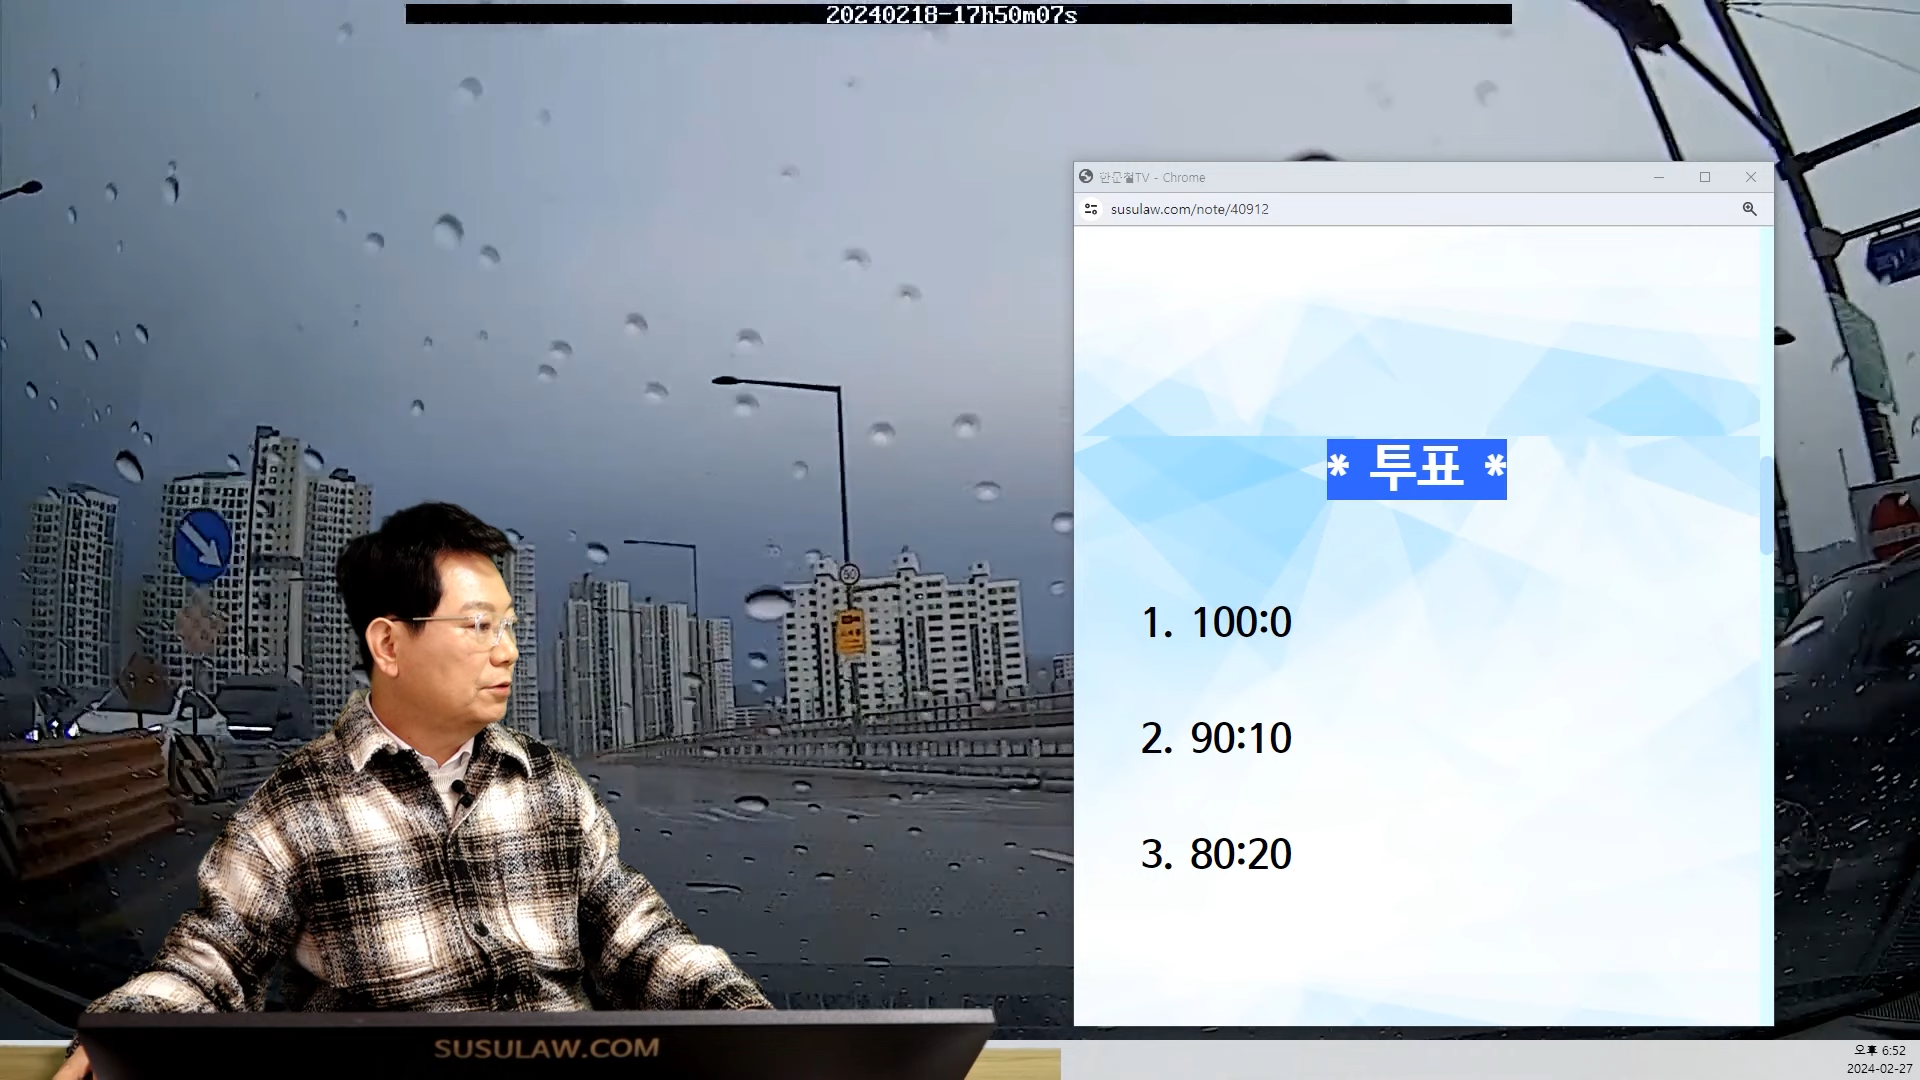 20240218-17h50m07s
한문철TV - Chrome
susulaw.com/note/40912
* 투표 *
1. 100:0
2. 90:10
3. 80:20
50
SUSULAW.COM
오후 6:52
2024-02-27